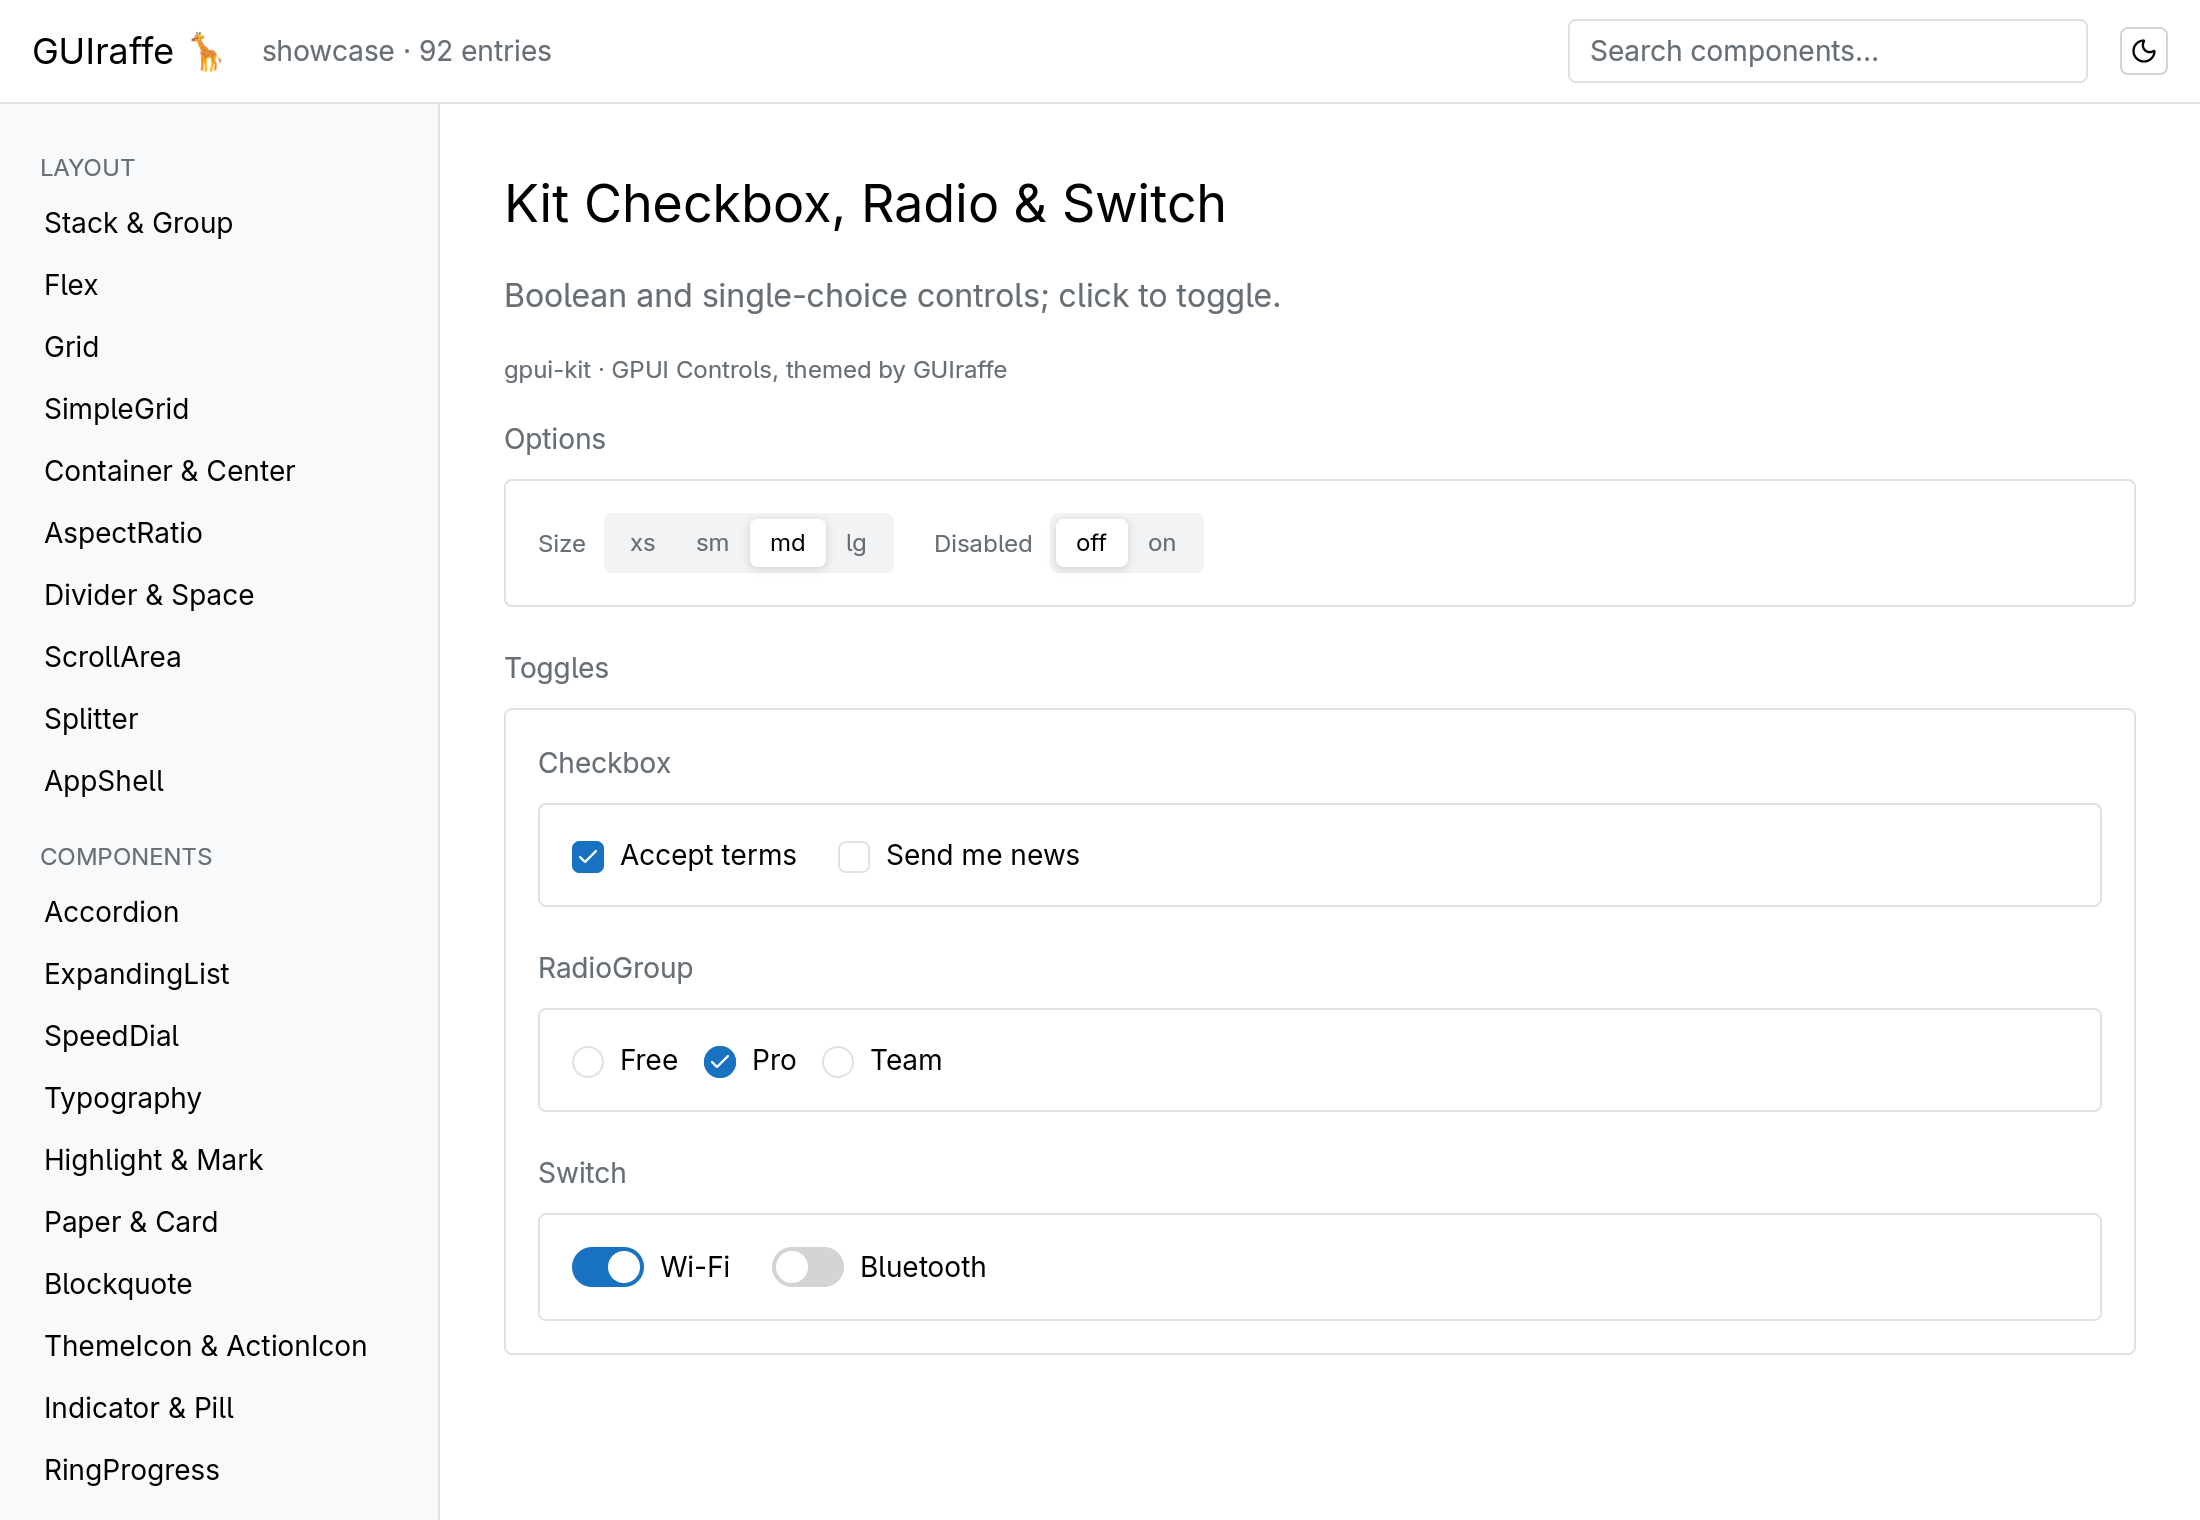 GUIraffe 🦒 showcase · 92 entries Search components...
LAYOUT
Stack & Group
Flex
Grid
SimpleGrid
Container & Center
AspectRatio
Divider & Space
ScrollArea
Splitter
AppShell
COMPONENTS
Accordion
ExpandingList
SpeedDial
Typography
Highlight & Mark
Paper & Card
Blockquote
ThemeIcon & ActionIcon
Indicator & Pill
RingProgress
Kit Checkbox, Radio & Switch
Boolean and single-choice controls; click to toggle.
gpui-kit · GPUI Controls, themed by GUIraffe
Options
Size xs sm md lg Disabled off on
Toggles
Checkbox
Accept terms Send me news
RadioGroup
Free Pro Team
Switch
Wi-Fi Bluetooth